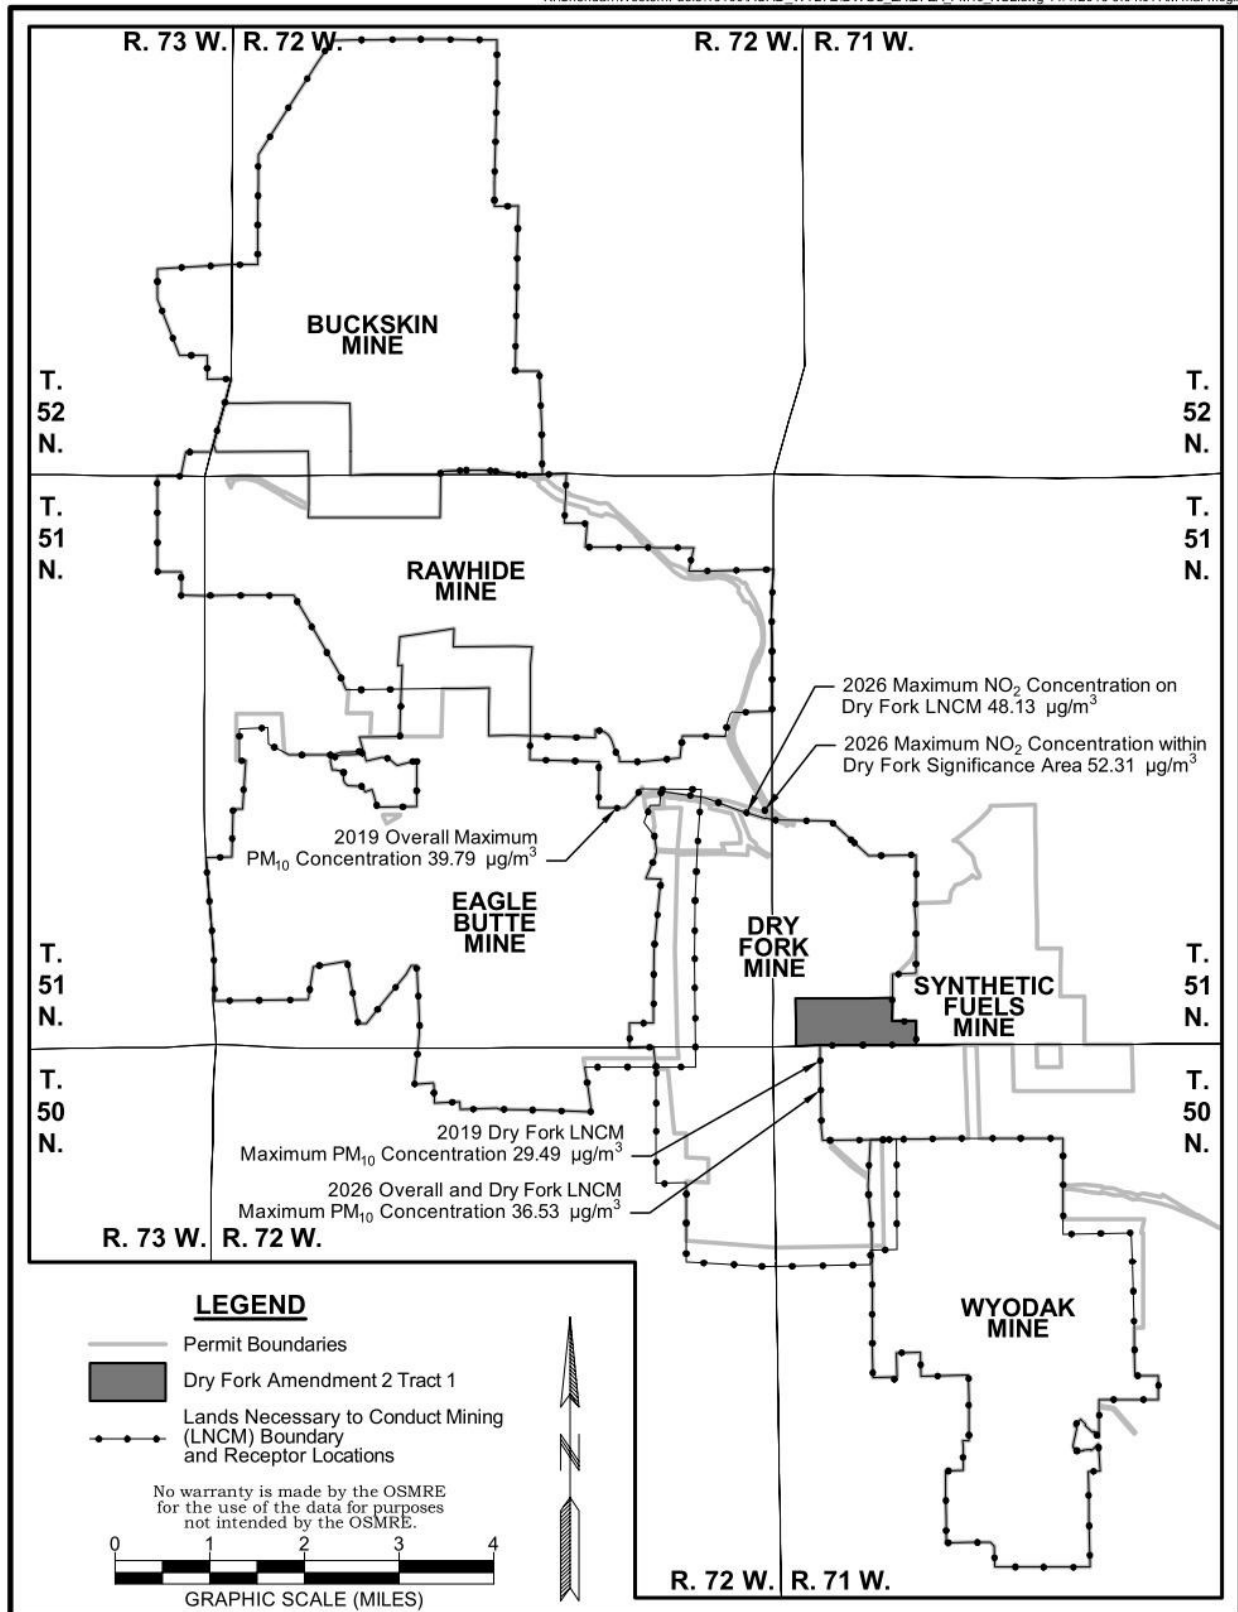 R. 73 W. R. 72 W.
R. 72 W. R. 71 W.
BUCKSKIN
MINE
T.
52
N.
T.
52
N.
T.
51
N.
T.
51
N.
RAWHIDE
MINE
2026 Maximum NO₂ Concentration on
Dry Fork LNCM 48.13 µg/m³
2026 Maximum NO₂ Concentration within
Dry Fork Significance Area 52.31 µg/m³
2019 Overall Maximum
PM₁₀ Concentration 39.79 µg/m³
EAGLE
BUTTE
MINE
DRY
FORK
MINE
SYNTHETIC
FUELS
MINE
T.
51
N.
T.
51
N.
T.
50
N.
T.
50
N.
2019 Dry Fork LNCM
Maximum PM₁₀ Concentration 29.49 µg/m³
2026 Overall and Dry Fork LNCM
Maximum PM₁₀ Concentration 36.53 µg/m³
R. 73 W. R. 72 W.
WYODAK
MINE
LEGEND
Permit Boundaries
Dry Fork Amendment 2 Tract 1
Lands Necessary to Conduct Mining
(LNCM) Boundary
and Receptor Locations
No warranty is made by the OSMRE
for the use of the data for purposes
not intended by the OSMRE.
N
0 1 2 3 4
GRAPHIC SCALE (MILES)
R. 72 W. R. 71 W.